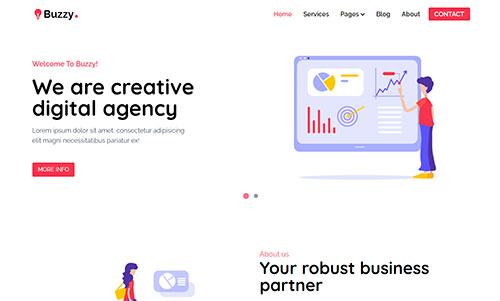 Buzzy.
Home Services Pages Blog About CONTACT
Welcome To Buzzy!
We are creative
digital agency
Lorem ipsum dolor sit amet, consectetur adipisicing
elit magni necessitatibus pariatur ex!
MORE INFO
About us
Your robust business
partner